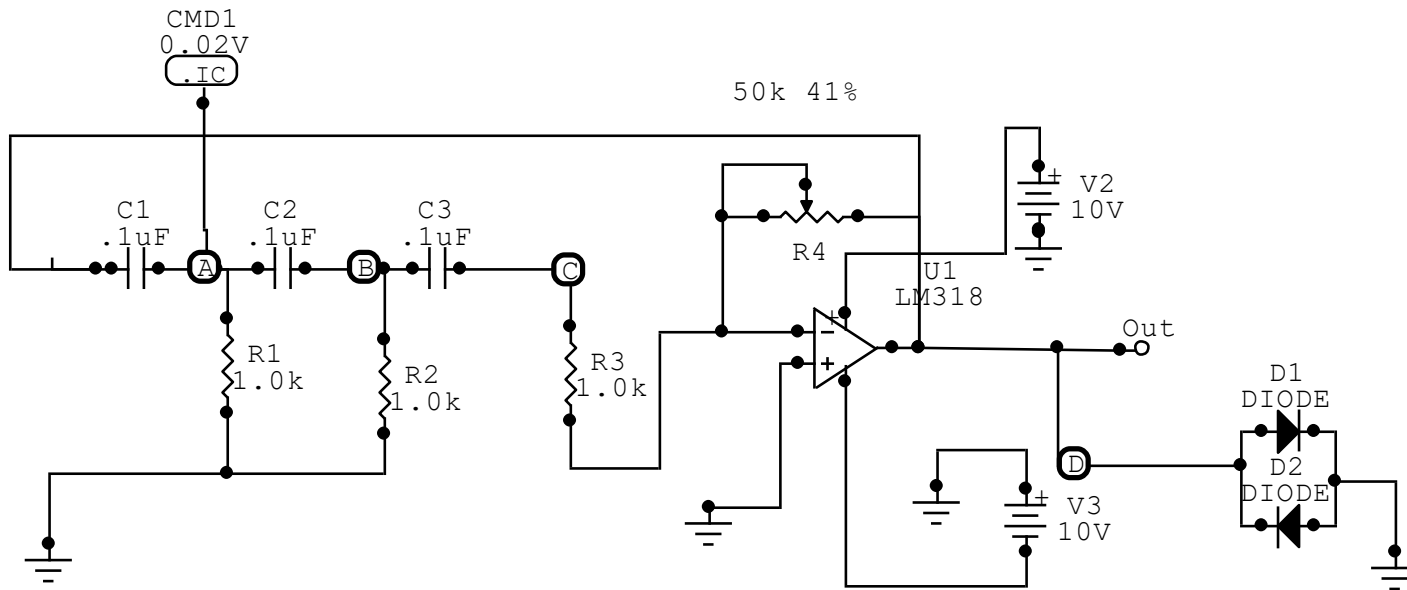 CMD1
0.02V
.IC
50k 41%
C1
.1uF
C2
.1uF
C3
.1uF
A
B
C
R4
+
V2
10V
U1
LM318
+
−
+
Out
R1
1.0k
R2
1.0k
R3
1.0k
D1
DIODE
D
D2
DIODE
+
V3
10V